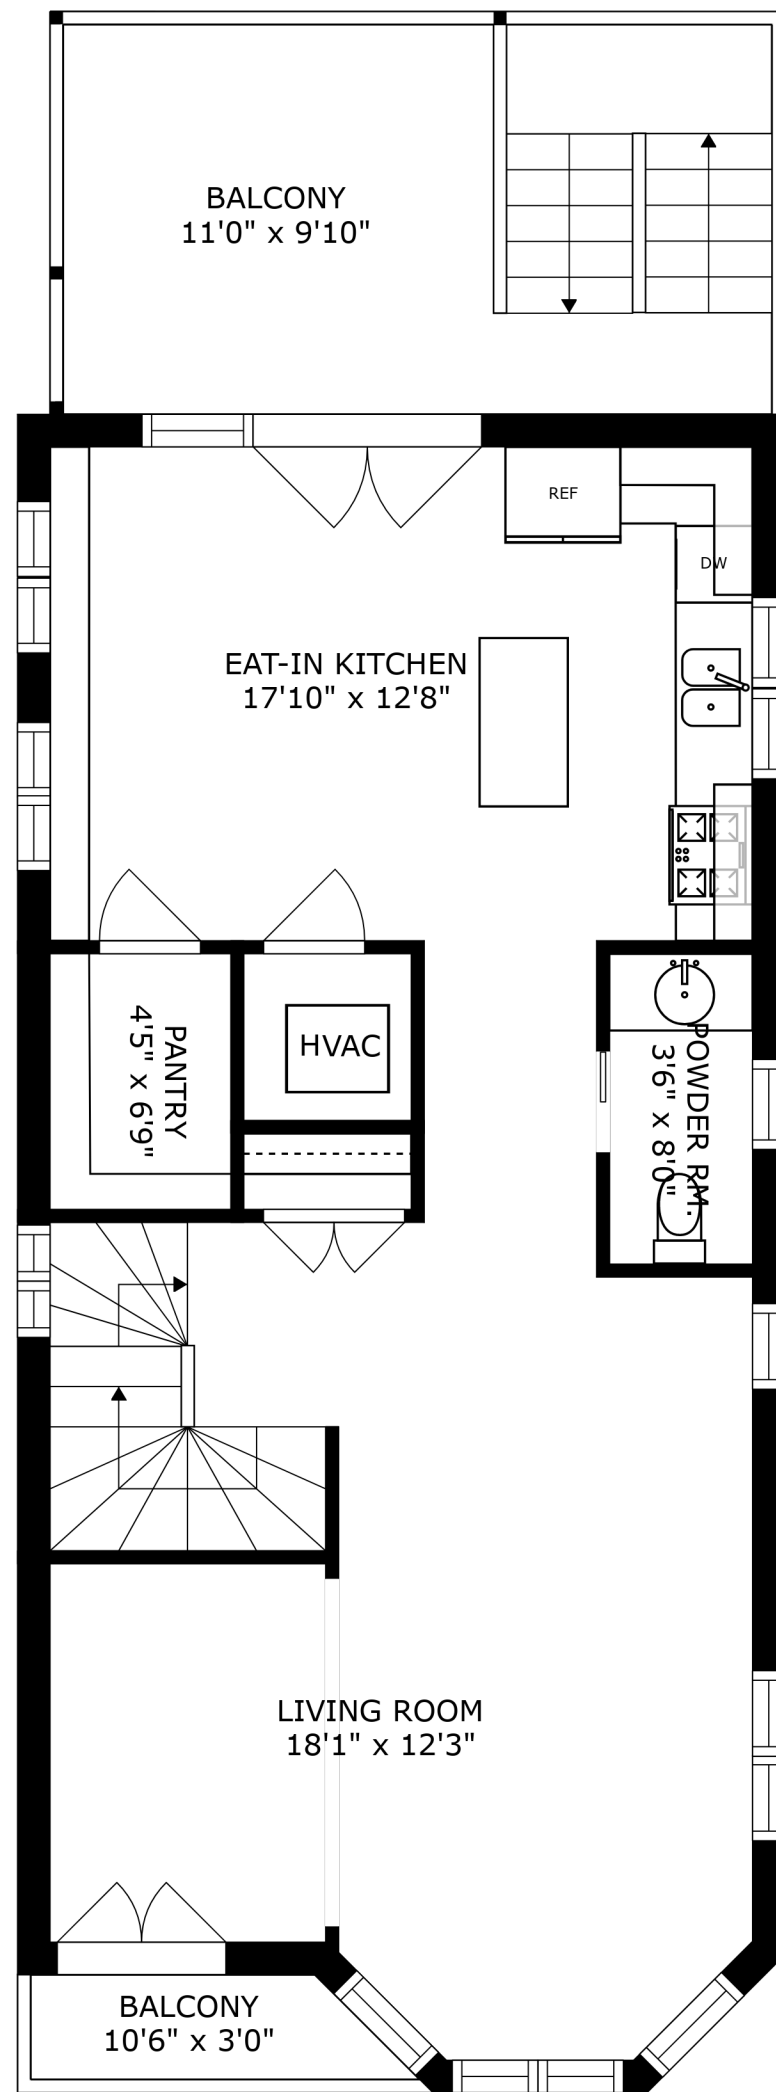 BALCONY
11'0" x 9'10"
REF
DW
EAT-IN KITCHEN
17'10" x 12'8"
PANTRY
4'5" x 6'9"
HVAC
POWDER RM.
3'6" x 8'0"
LIVING ROOM
18'1" x 12'3"
BALCONY
10'6" x 3'0"